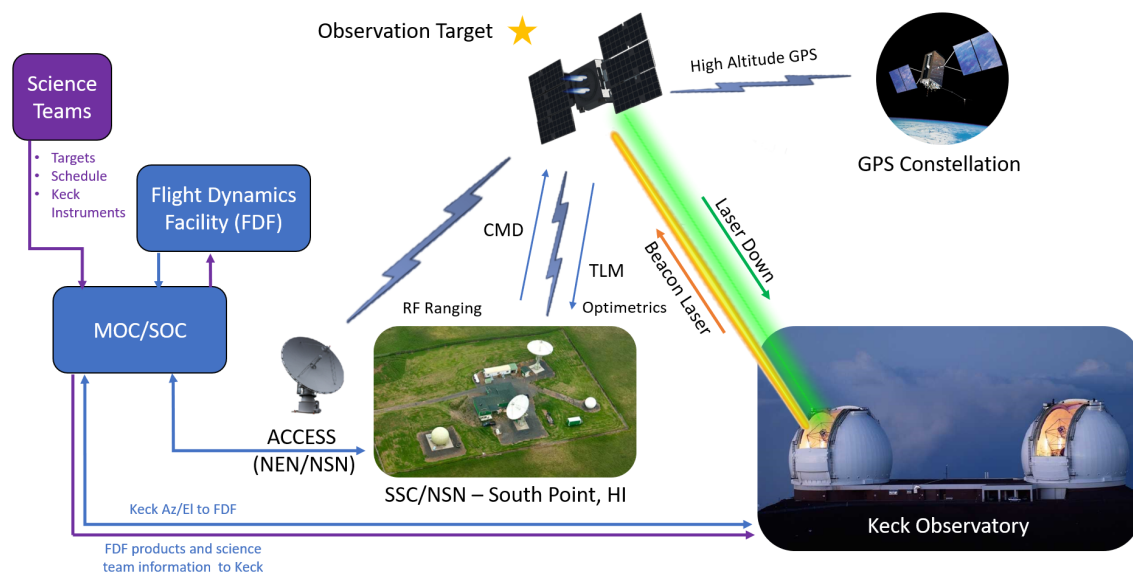 Observation Target
High Altitude GPS
GPS Constellation
Science
Teams
• Targets
• Schedule
• Keck
Instruments
Flight Dynamics
Facility (FDF)
MOC/SOC
CMD
TLM
RF Ranging
Optimetrics
Laser Down
Beacon Laser
ACCESS
(NEN/NSN)
SSC/NSN – South Point, HI
Keck Observatory
Keck Az/El to FDF
FDF products and science
team information to Keck